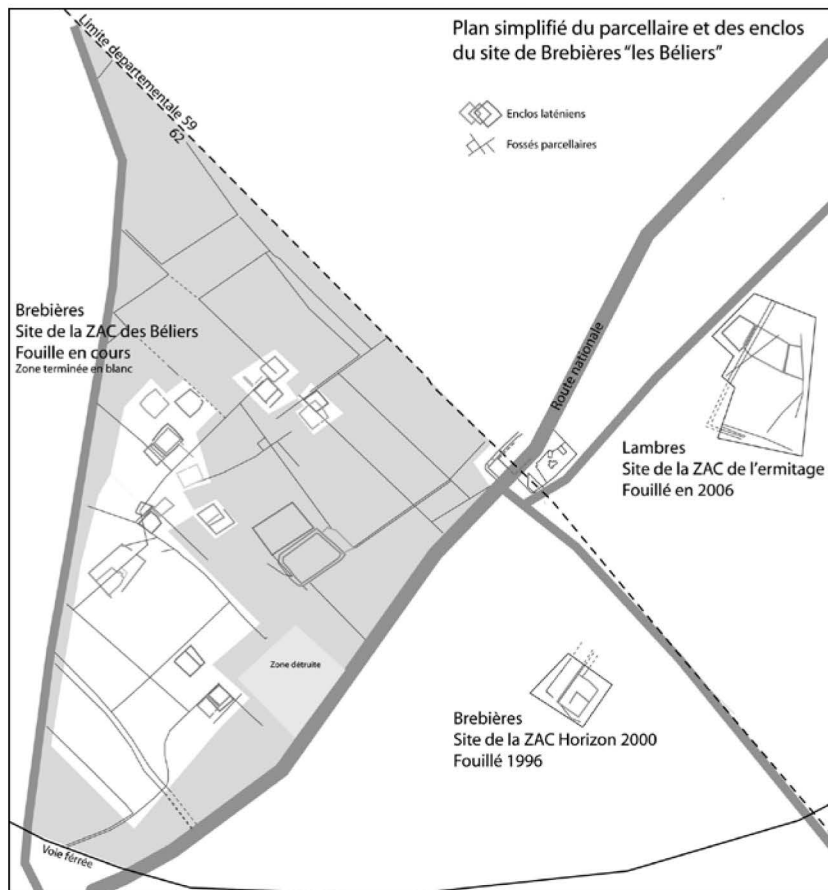 Plan simplifié du parcellaire et des enclos
du site de Brebières "les Béliers"
Enclos laténiens
Fossés parcellaires
Limite departementale 59
62
Brebières
Site de la ZAC des Béliers
Fouille en cours
Zone terminée en blanc
Route nationale
Lambres
Site de la ZAC de l'ermitage
Fouillé en 2006
Zone détruite
Brebières
Site de la ZAC Horizon 2000
Fouillé 1996
Voie férrée